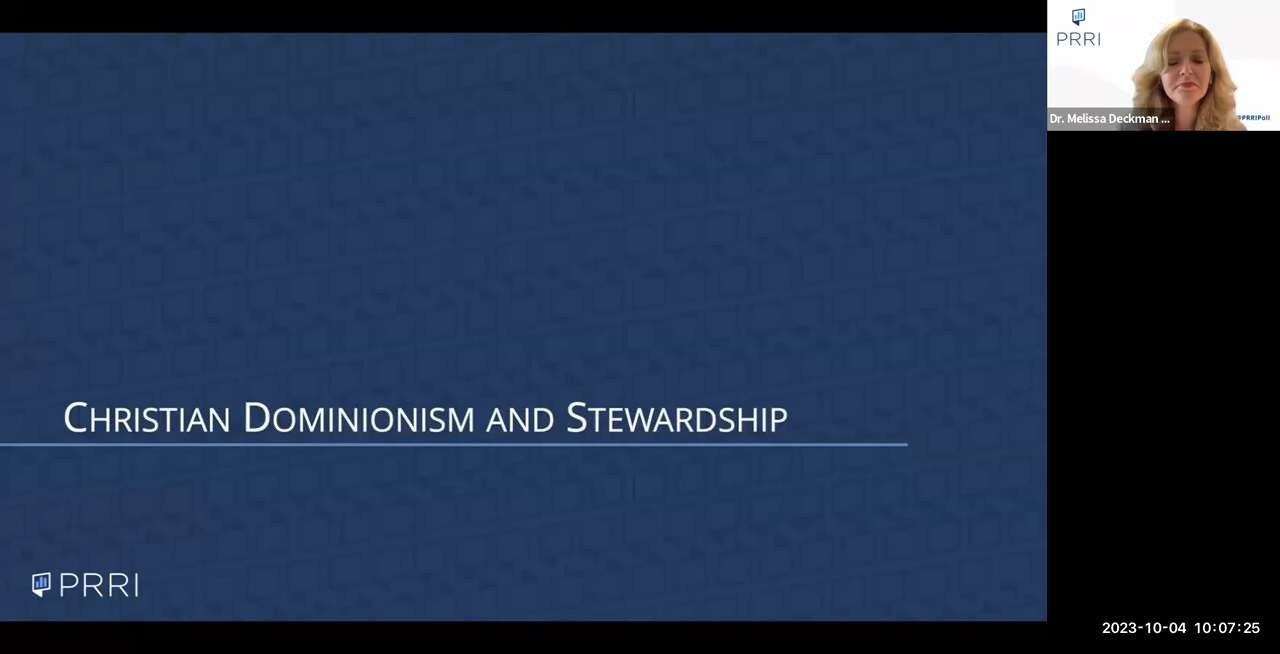 PRRI
Dr. Melissa Deckman ...
@PRRIPoll
CHRISTIAN DOMINIONISM AND STEWARDSHIP
PRRI
2023-10-04 10:07:25